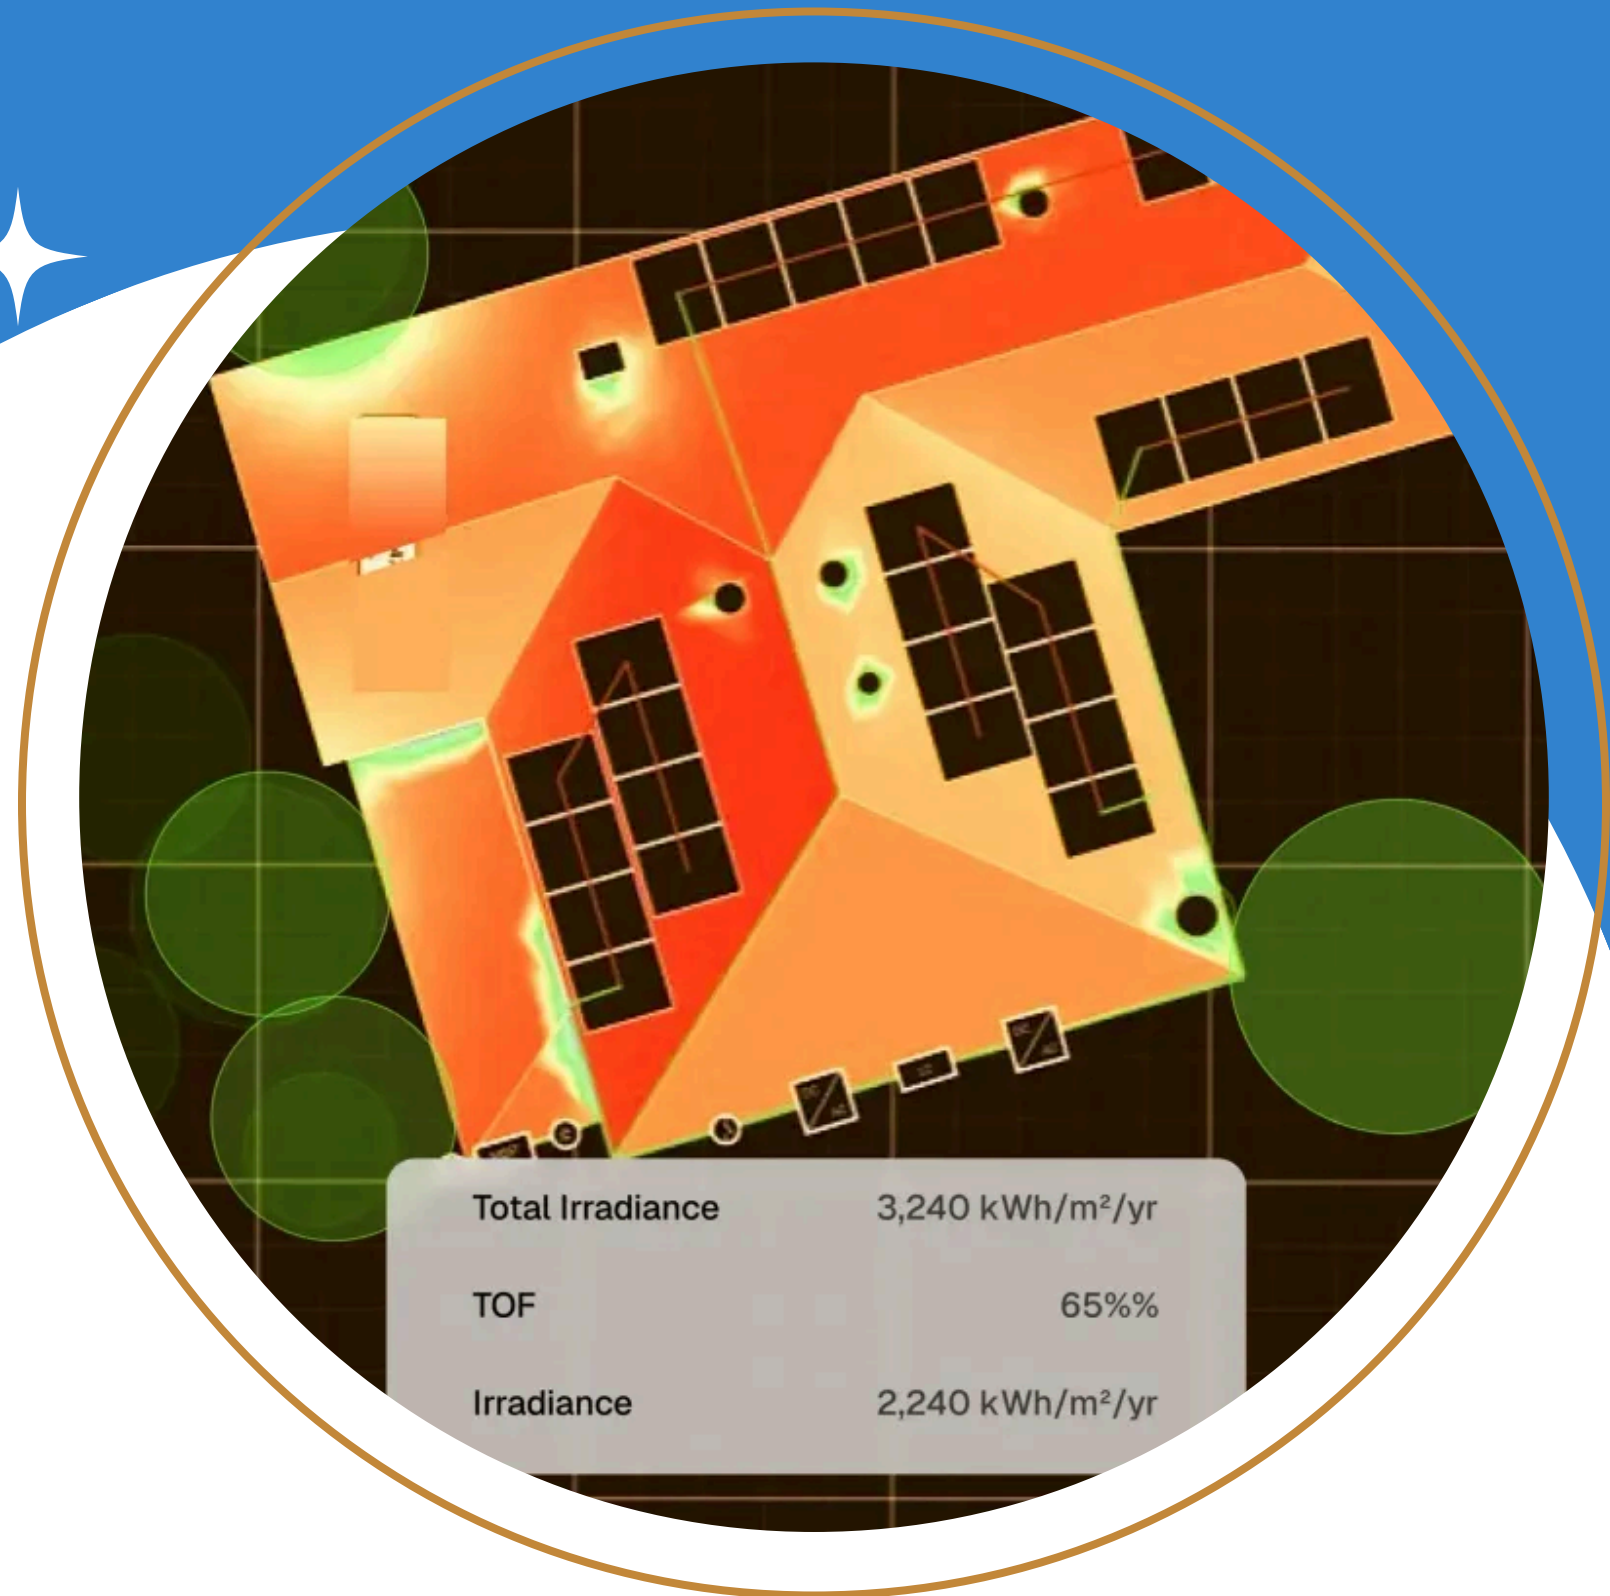 Total Irradiance 3,240 kWh/m²/yr
TOF 65%%
Irradiance 2,240 kWh/m²/yr